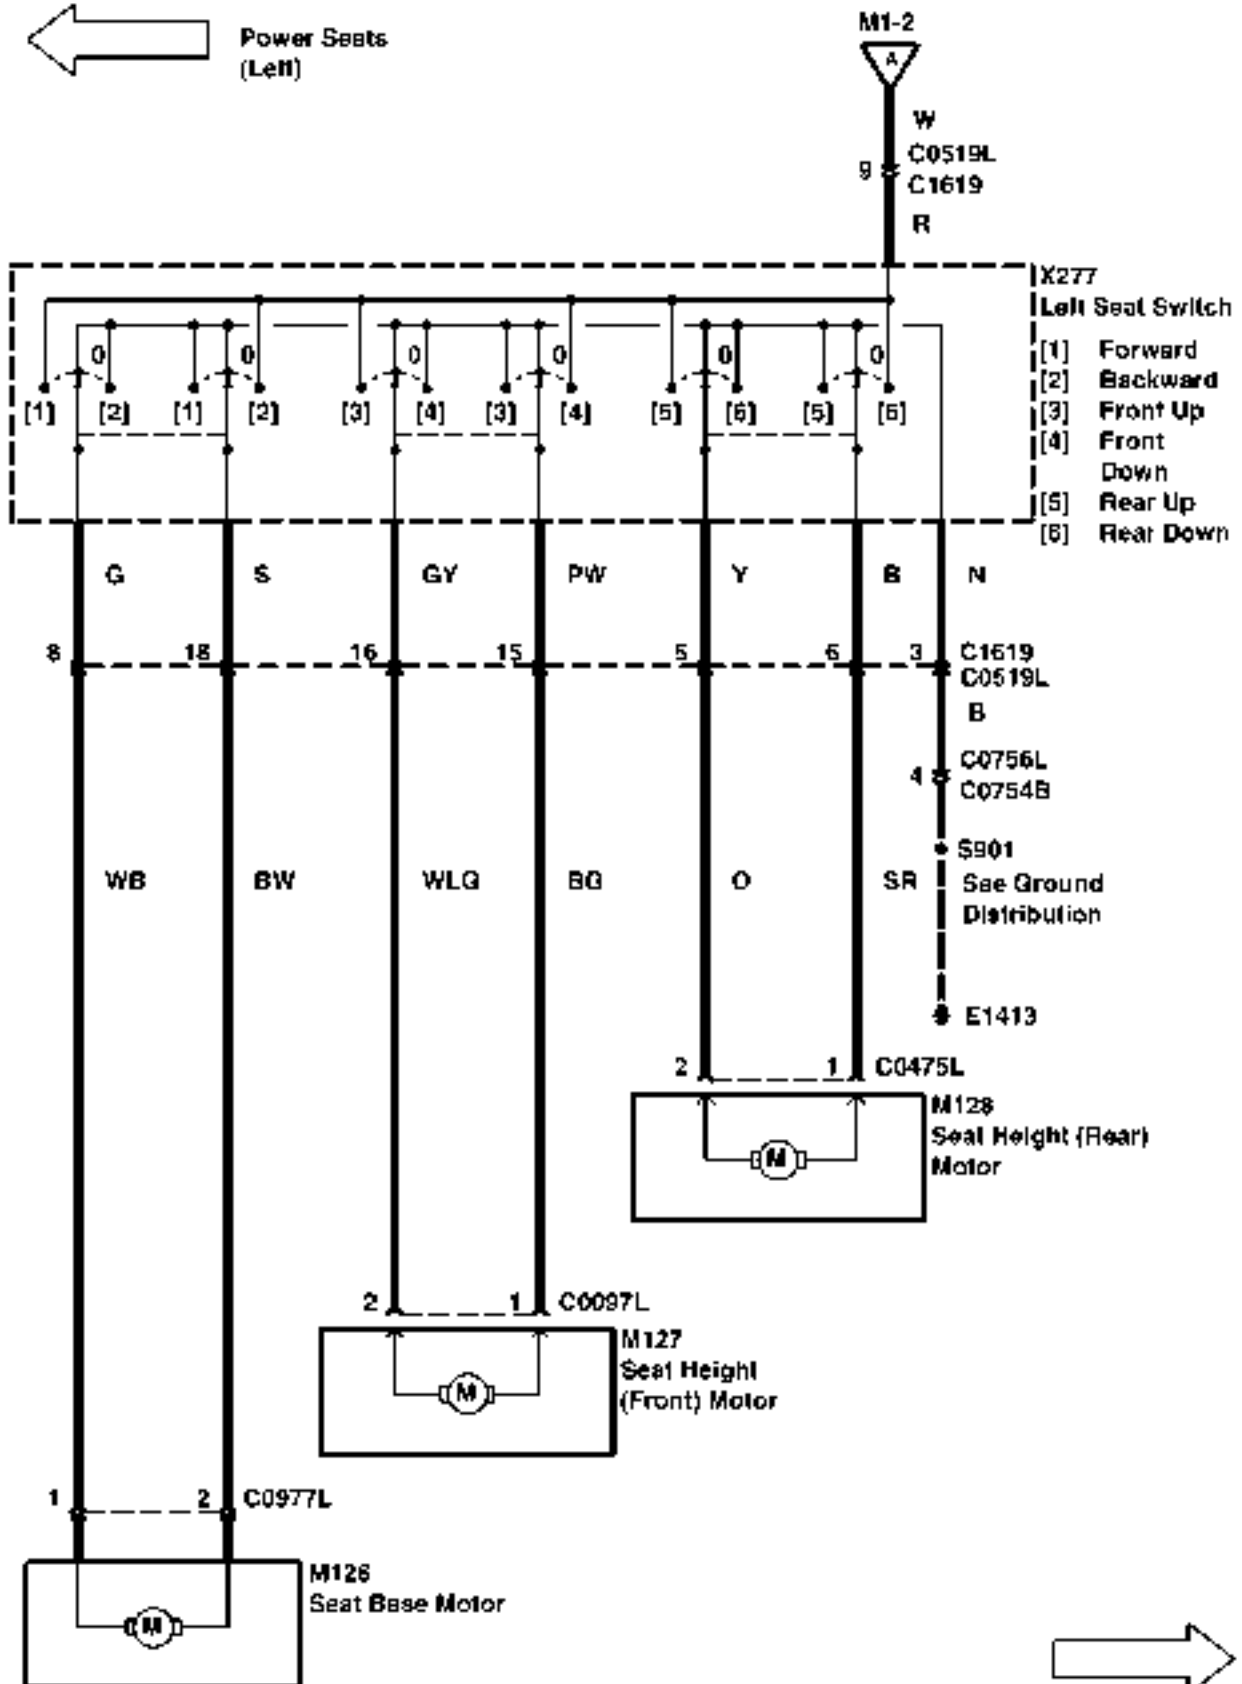 Power Seats
(Left)
M1-2
A
W
C0519L
9
C1619
R
X277
Left Seat Switch
0 0 0 0 0 0
[1] Forward
[2] Backward
[3] Front Up
[4] Front
Down
[5] Rear Up
[6] Rear Down
[1] [2] [1] [2] [3] [4] [3] [4] [5] [6] [5] [6]
G S GY PW Y B N
8 18 16 15 5 6 3 C1619
C0519L
B
C0756L
4
C0754B
S901
WB BW WLG BG O SR
See Ground
Distribution
E1413
2 1 C0475L
M128
Seat Height (Rear)
Motor
M
2 1 C0097L
M127
Seat Height
(Front) Motor
M
1 2 C0977L
M126
Seat Base Motor
M